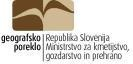 geografsko poreklo
Republika Slovenija
Ministrstvo za kmetijstvo,
gozdarstvo in prehrano